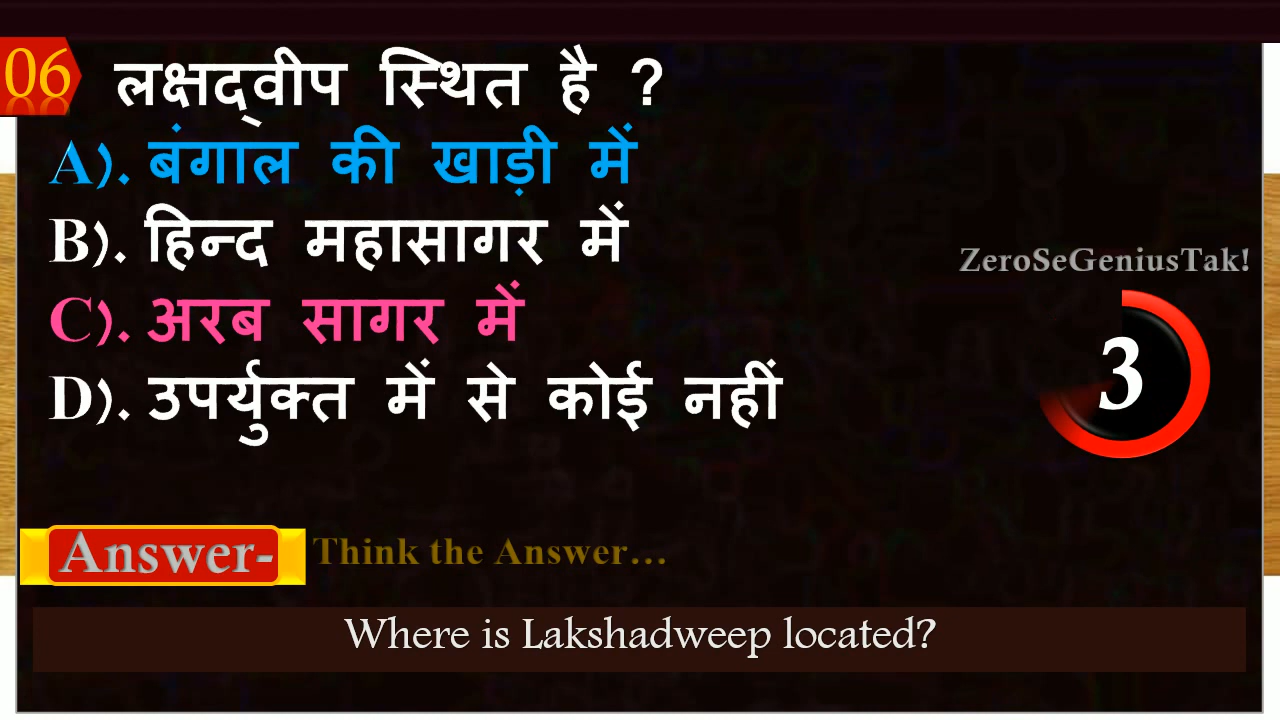 06 लक्षद्वीप स्थित है ?
A). बंगाल की खाड़ी में
B). हिन्द महासागर में
C). अरब सागर में
D). उपर्युक्त में से कोई नहीं
ZeroSeGeniusTak!
3
Answer- Think the Answer...
Where is Lakshadweep located?